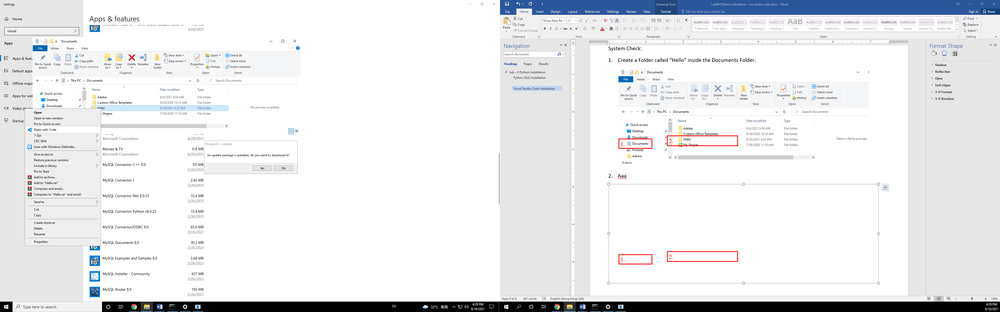 Settings
Home
visual
Apps
Apps & featu
Default apps
Offline maps
Apps for web
Video playb
Startup
Apps & features
1/24/2021
Documents
File Home Share View
Pin to Quick access
Copy
Paste
Cut
Copy path
Paste shortcut
Clipboard
Move to
Copy to
Delete
Rename
Organize
New folder
New item
Easy access
New
Properties
Open
Edit
History
Open
Select all
Select none
Invert selection
Select
This PC > Documents
Search Documents
Quick access
Desktop
Downloads
Name Date modified Type
Adobe 6/4/2021 9:54 AM File folder
Custom Office Templates 8/24/2020 10:14 AM File folder
Hello 8/18/2021 4:25 PM File folder
y Shapes 7/26/2020 11:10 AM File folder
No preview available.
Open
Open in new window
Pin to Quick access
Open with Code
7-Zip
CRC SHA
Scan with Windows Defender...
Give access to
Restore previous versions
Include in library
Pin to Start
Add to archive...
Add to "Hello.rar"
Compress and email...
Compress to "Hello.rar" and email
Send to
Cut
Copy
Create shortcut
Delete
Rename
Properties
Microsoft Corporation 4/28/2021
Movies & TV 11.8 MB
Microsoft Corporation 6/25/2021
MySQL Connector C++ 8.0 121 MB
2/26/2021
MySQL Connector J 2.65 MB
2/26/2021
MySQL Connector Net 8.0.23 13.4 MB
2/26/2021
MySQL Connector Python v8.0.23 13.4 MB
2/26/2021
MySQL Connector/ODBC 8.0 65.0 MB
2/26/2021
MySQL Documents 8.0 81.2 MB
2/26/2021
MySQL Examples and Samples 8.0 3.68 MB
2/26/2021
MySQL Installer - Community 437 MB
2/26/2021
MySQL Router 8.0 150 MB
2/26/2021
Notepad++ update
An update package is available, do you want to download it?
Yes No
Type here to search
EN
32°C 微雨
4:29 PM
8/18/2021
Drawing Tools
Lab00 Python Installation - ms studio code.docx - Word
File Home Insert Design Layout References Mailings Review View Format Tell me what you want to do...
Sign in Share
Paste
Cut
Copy
Format Painter
Clipboard
Times New Ro 11
Font
Paragraph
AaBbCcDc ¶ Normal
AaBbCcDc ¶ No Spac...
AaBbC Heading 1
AaBbCc Heading 2
AaBbCc Heading 3
AaB Title
AaBbCcD Subtitle
AaBbCcDc Subtle Em...
AaBbCcDc Emphasis
AaBbCcDc Intense E...
AaBbCcDc Strong
AaBbCcDc Quote
AaBbCcDc Intense Q...
AaBbCcDc Subtle Ref...
Styles
Find
Replace
Select
Editing
Navigation
Search document
Headings Pages Results
Lab – 0 Python Installation
Python IDLE installation
Visual Studio Code Installation
System Check:
1. Create a Folder called “Hello” inside the Documents Folder.
Documents
File Home Share View
Pin to Quick access
Copy
Paste
Cut
Copy path
Paste shortcut
Clipboard
Move to
Copy to
Delete
Rename
Organize
New folder
New item
Easy access
New
Properties
Open
Edit
History
Open
Select all
Select none
Invert selection
Select
This PC > Documents
Search Documents
Quick access
Desktop
Downloads
1. Documents
Pictures
Admin
4 items
Name Date modified Type
Adobe 6/4/2021 9:54 AM File folder
Custom Office Templates 8/24/2020 10:14 AM File folder
2. Hello 8/18/2021 4:25 PM File folder
My Shapes 7/26/2020 11:10 AM File folder
Select a file to preview.
2. Aaa
1.
2.
Format Shape
Shadow
Reflection
Glow
Soft Edges
3-D Format
3-D Rotation
Page 9 of 9 407 words English (Hong Kong SAR)
150%
4:29 PM
8/18/2021